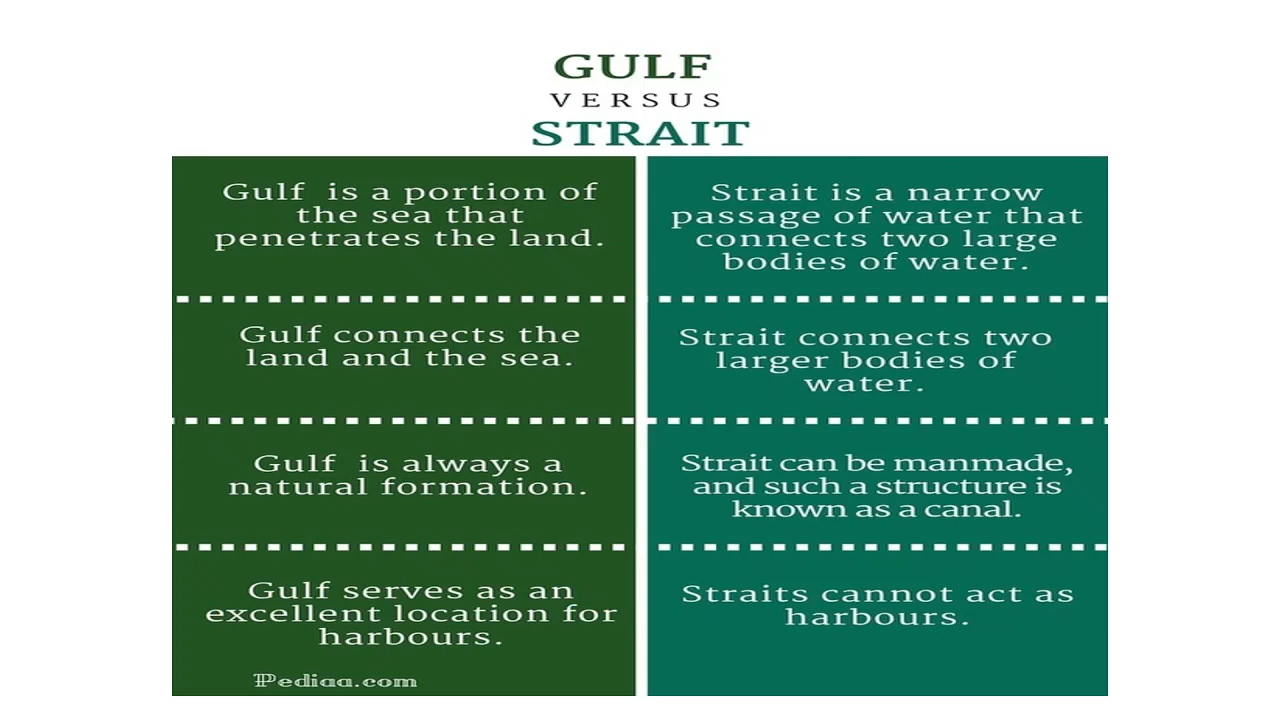 GULF
VERSUS
STRAIT
Gulf is a portion of
the sea that
penetrates the land.
Strait is a narrow
passage of water that
connects two large
bodies of water.
Gulf connects the
land and the sea.
Strait connects two
larger bodies of
water.
Gulf is always a
natural formation.
Strait can be manmade,
and such a structure is
known as a canal.
Gulf serves as an
excellent location for
harbours.
Straits cannot act as
harbours.
Pediaa.com